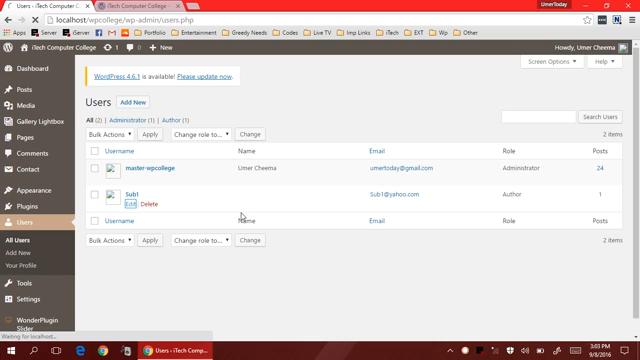 Users ‹ iTech Computer College — ×
iTech Computer College – ×
UmerToday
localhost/wpcollege/wp-admin/users.php
Apps
Server
iServer
Portfolio
Entertainment
Greedy Needs
Codes
Live TV
Imp Links
iTech
EXT
Wp
Other
iTech Computer College
1
0
+ New
Howdy, Umer Cheema
Screen Options ▼
Help ▼
Dashboard
Posts
Media
Gallery Lightbox
Pages
Comments
Contact
Appearance
Plugins
Users
All Users
Add New
Your Profile
Tools
Settings
WonderPlugin
Slider
WordPress 4.6.1 is available! Please update now.
Users
Add New
All (2) | Administrator (1) | Author (1)
Search Users
Bulk Actions ▼
Apply
Change role to... ▼
Change
2 items
Username Name Email Role Posts
master-wpcollege Umer Cheema umertoday@gmail.com Administrator 24
Sub1 Sub1@yahoo.com Author 1
Edit | Delete
Username Name Email Role Posts
Bulk Actions ▼
Apply
Change role to... ▼
Change
2 items
Waiting for localhost...
Users ‹ iTech Comput...
3:03 PM
9/8/2016